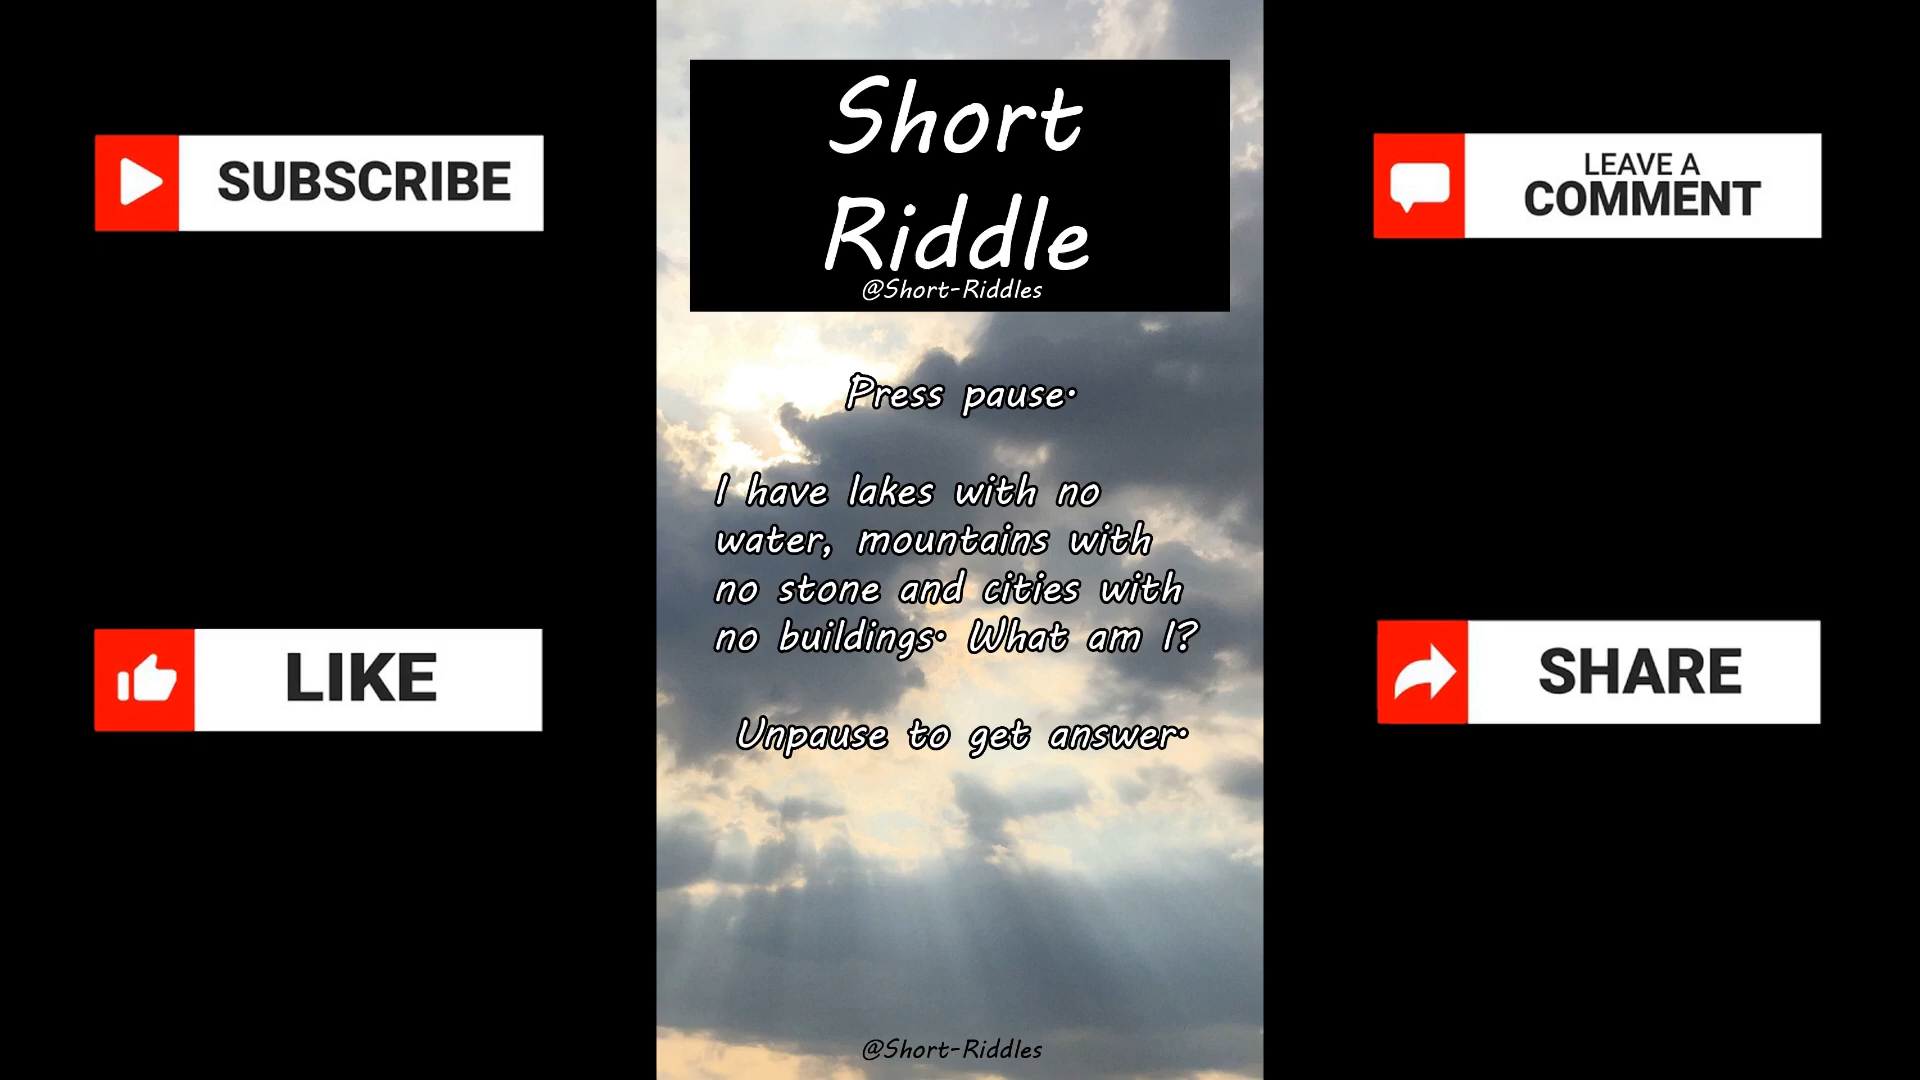 Short
Riddle
@Short-Riddles
SUBSCRIBE
LEAVE A
COMMENT
Press pause.
I have lakes with no
water, mountains with
no stone and cities with
no buildings. What am I?
LIKE
SHARE
Unpause to get answer.
@Short-Riddles